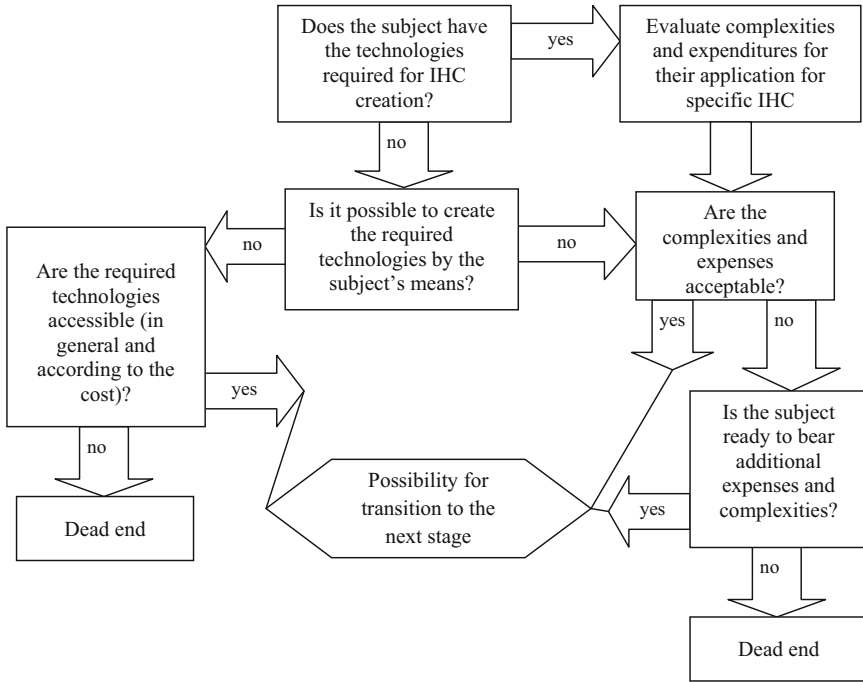 Does the subject have
the technologies
required for IHC
creation?
yes
Evaluate complexities
and expenditures for
their application for
specific IHC
no
Is it possible to create
the required
technologies by the
subject's means?
no
no
Are the
complexities and
expenses
acceptable?
Are the required
technologies
accessible (in
general and
according to the
cost)?
yes
no
yes
no
Dead end
Possibility for
transition to the
next stage
Is the subject
ready to bear
additional
expenses and
complexities?
yes
no
Dead end